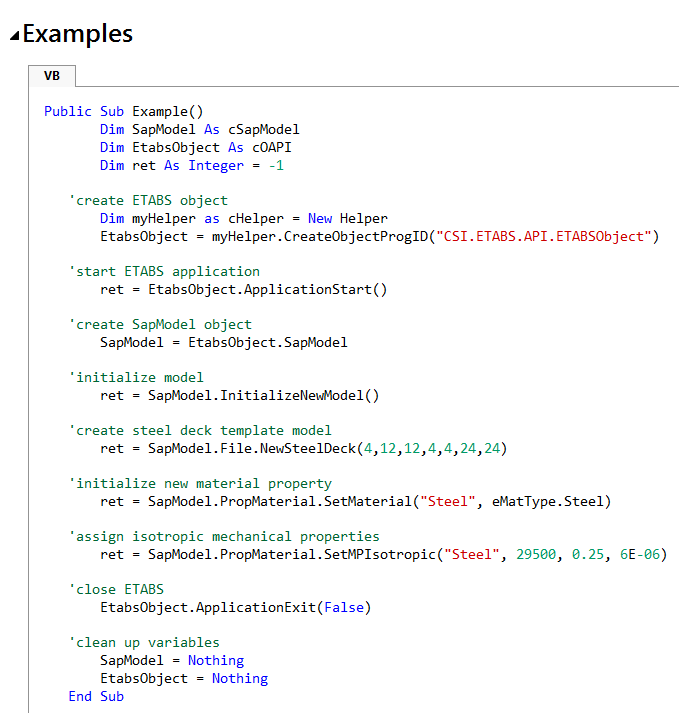 Examples
VB
Public Sub Example()
Dim SapModel As cSapModel
Dim EtabsObject As cOAPI
Dim ret As Integer = -1
'create ETABS object
Dim myHelper as cHelper = New Helper
EtabsObject = myHelper.CreateObjectProgID("CSI.ETABS.API.ETABSObject")
'start ETABS application
ret = EtabsObject.ApplicationStart()
'create SapModel object
SapModel = EtabsObject.SapModel
'initialize model
ret = SapModel.InitializeNewModel()
'create steel deck template model
ret = SapModel.File.NewSteelDeck(4,12,12,4,4,24,24)
'initialize new material property
ret = SapModel.PropMaterial.SetMaterial("Steel", eMatType.Steel)
'assign isotropic mechanical properties
ret = SapModel.PropMaterial.SetMPIsotropic("Steel", 29500, 0.25, 6E-06)
'close ETABS
EtabsObject.ApplicationExit(False)
'clean up variables
SapModel = Nothing
EtabsObject = Nothing
End Sub